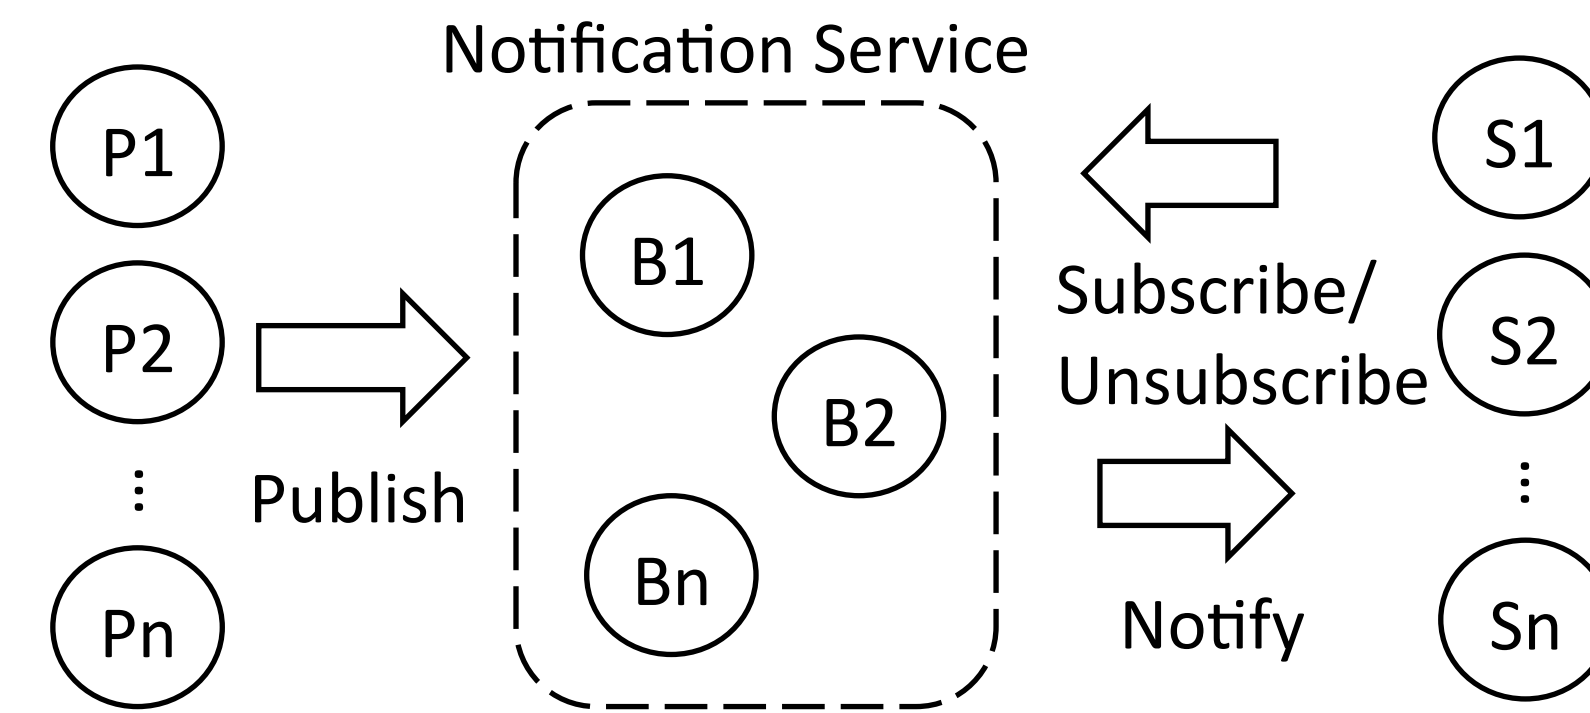 Notification Service
P1
P2
⋮
Pn
Publish
B1
B2
Bn
Subscribe/
Unsubscribe
Notify
S1
S2
⋮
Sn